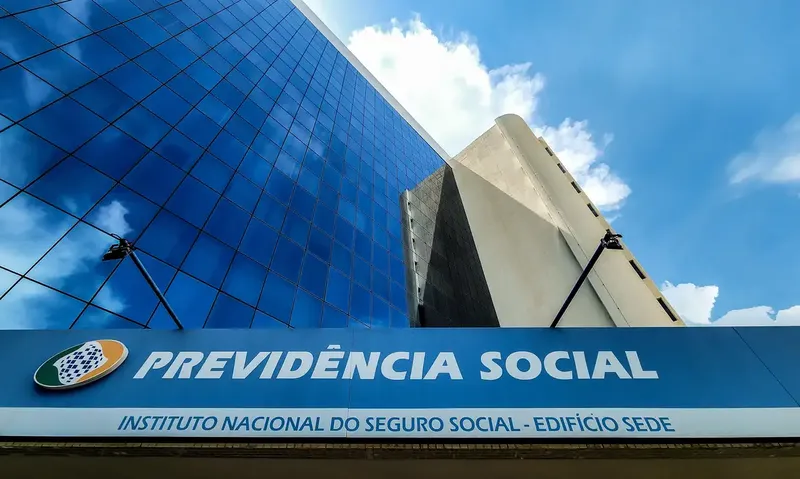 PREVIDÊNCIA SOCIAL
INSTITUTO NACIONAL DO SEGURO SOCIAL - EDIFÍCIO SEDE